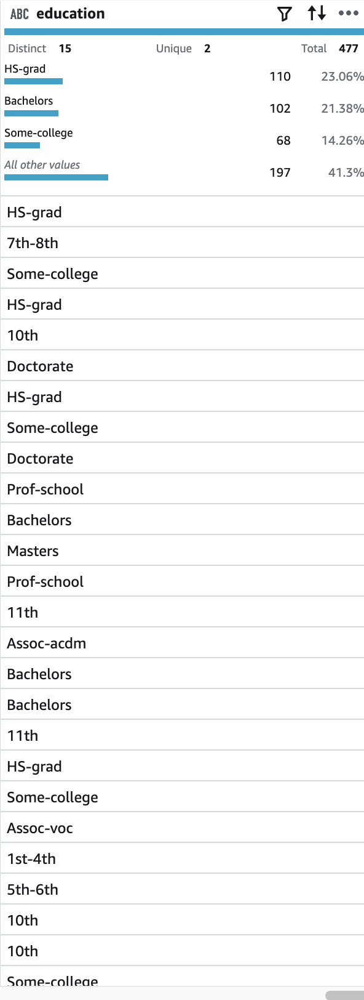 ABC education
Distinct 15 Unique 2 Total 477
HS-grad 110 23.06%
Bachelors 102 21.38%
Some-college 68 14.26%
All other values 197 41.3%
HS-grad
7th-8th
Some-college
HS-grad
10th
Doctorate
HS-grad
Some-college
Doctorate
Prof-school
Bachelors
Masters
Prof-school
11th
Assoc-acdm
Bachelors
Bachelors
11th
HS-grad
Some-college
Assoc-voc
1st-4th
5th-6th
10th
10th
Some-college